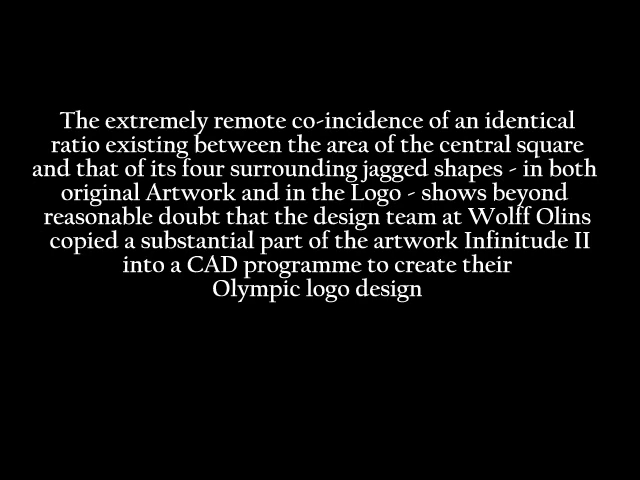 The extremely remote co-incidence of an identical
ratio existing between the area of the central square
and that of its four surrounding jagged shapes - in both
original Artwork and in the Logo - shows beyond
reasonable doubt that the design team at Wolff Olins
copied a substantial part of the artwork Infinitude II
into a CAD programme to create their
Olympic logo design